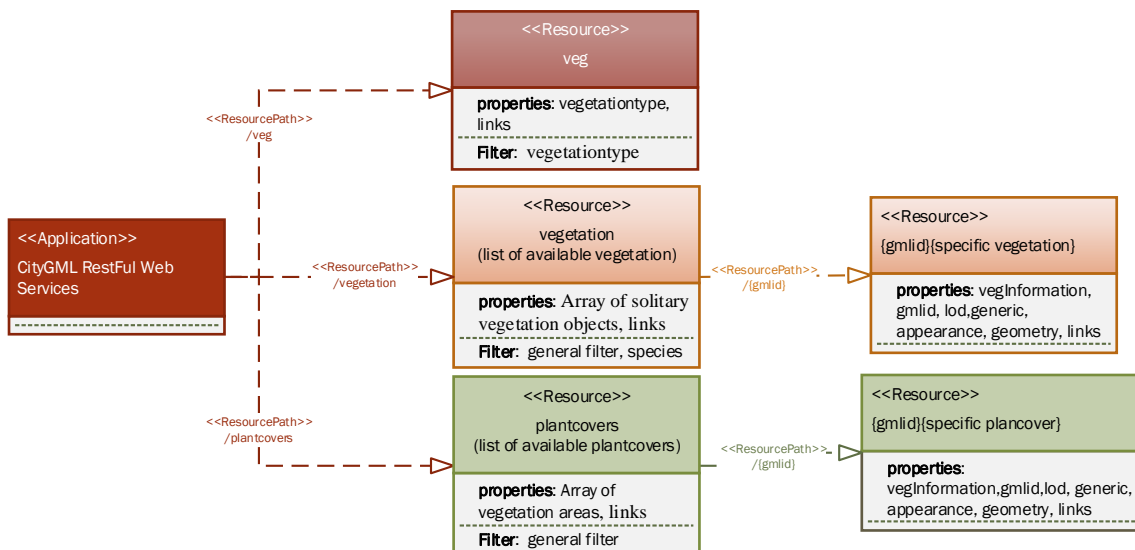 <<Resource>>
veg
properties: vegetationtype,
links
Filter: vegetationtype
<<ResourcePath>>
/veg
<<Application>>
CityGML RestFul Web
Services
<<ResourcePath>>
/vegetation
<<Resource>>
vegetation
(list of available vegetation)
properties: Array of solitary
vegetation objects, links
Filter: general filter, species
<<ResourcePath>>
/{gmlid}
<<Resource>>
{gmlid}{specific vegetation}
properties: vegInformation,
gmlid, lod,generic,
appearance, geometry, links
<<ResourcePath>>
/plantcovers
<<Resource>>
plantcovers
(list of available plantcovers)
properties: Array of
vegetation areas, links
Filter: general filter
<<ResourcePath>>
/{gmlid}
<<Resource>>
{gmlid}{specific plancover}
properties:
vegInformation,gmlid,lod, generic,
appearance, geometry, links